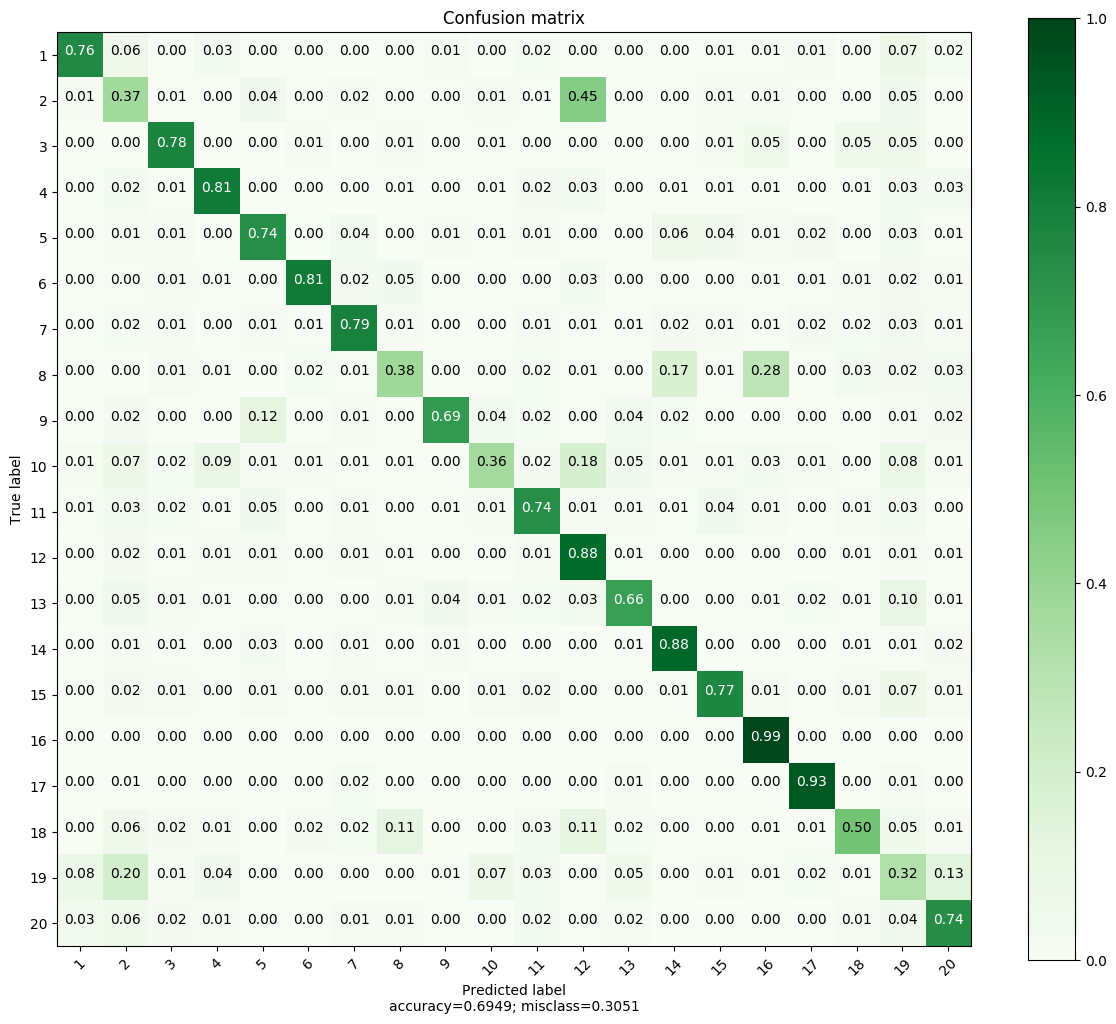 Confusion matrix
1 0.76 0.06 0.00 0.03 0.00 0.00 0.00 0.00 0.01 0.00 0.02 0.00 0.00 0.00 0.01 0.01 0.01 0.00 0.07 0.02
2 0.01 0.37 0.01 0.00 0.04 0.00 0.02 0.00 0.00 0.01 0.01 0.45 0.00 0.00 0.01 0.01 0.00 0.00 0.05 0.00
3 0.00 0.00 0.78 0.00 0.00 0.01 0.00 0.01 0.00 0.01 0.00 0.00 0.00 0.00 0.01 0.05 0.00 0.05 0.05 0.00
4 0.00 0.02 0.01 0.81 0.00 0.00 0.00 0.01 0.00 0.01 0.02 0.03 0.00 0.01 0.01 0.01 0.00 0.01 0.03 0.03
5 0.00 0.01 0.01 0.00 0.74 0.00 0.04 0.00 0.01 0.01 0.01 0.00 0.00 0.06 0.04 0.01 0.02 0.00 0.03 0.01
6 0.00 0.00 0.01 0.01 0.00 0.81 0.02 0.05 0.00 0.00 0.00 0.03 0.00 0.00 0.00 0.01 0.01 0.01 0.02 0.01
7 0.00 0.02 0.01 0.00 0.01 0.01 0.79 0.01 0.00 0.00 0.01 0.01 0.01 0.02 0.01 0.01 0.02 0.02 0.03 0.01
8 0.00 0.00 0.01 0.01 0.00 0.02 0.01 0.38 0.00 0.00 0.02 0.01 0.00 0.17 0.01 0.28 0.00 0.03 0.02 0.03
9 0.00 0.02 0.00 0.00 0.12 0.00 0.01 0.00 0.69 0.04 0.02 0.00 0.04 0.02 0.00 0.00 0.00 0.00 0.01 0.02
10 0.01 0.07 0.02 0.09 0.01 0.01 0.01 0.01 0.00 0.36 0.02 0.18 0.05 0.01 0.01 0.03 0.01 0.00 0.08 0.01
11 0.01 0.03 0.02 0.01 0.05 0.00 0.01 0.00 0.01 0.01 0.74 0.01 0.01 0.01 0.04 0.01 0.00 0.01 0.03 0.00
12 0.00 0.02 0.01 0.01 0.01 0.00 0.01 0.00 0.00 0.00 0.01 0.88 0.01 0.00 0.00 0.00 0.00 0.01 0.01 0.01
13 0.00 0.05 0.01 0.01 0.00 0.00 0.00 0.01 0.04 0.01 0.02 0.03 0.66 0.00 0.00 0.01 0.02 0.01 0.10 0.01
14 0.00 0.01 0.01 0.00 0.03 0.00 0.01 0.00 0.01 0.00 0.00 0.00 0.01 0.88 0.00 0.00 0.00 0.01 0.01 0.02
15 0.00 0.02 0.01 0.00 0.01 0.00 0.01 0.00 0.00 0.01 0.02 0.00 0.00 0.01 0.77 0.01 0.00 0.01 0.07 0.01
16 0.00 0.00 0.00 0.00 0.00 0.00 0.00 0.00 0.00 0.00 0.00 0.00 0.00 0.00 0.00 0.99 0.00 0.00 0.00 0.00
17 0.00 0.01 0.00 0.00 0.00 0.00 0.02 0.00 0.00 0.00 0.00 0.00 0.01 0.00 0.00 0.00 0.93 0.00 0.01 0.00
18 0.00 0.06 0.02 0.01 0.00 0.02 0.02 0.11 0.00 0.00 0.03 0.11 0.02 0.00 0.00 0.01 0.01 0.50 0.05 0.01
19 0.08 0.20 0.01 0.04 0.00 0.00 0.00 0.00 0.01 0.07 0.03 0.00 0.05 0.00 0.01 0.01 0.02 0.01 0.32 0.13
20 0.03 0.06 0.02 0.01 0.00 0.00 0.01 0.01 0.00 0.00 0.02 0.00 0.02 0.00 0.00 0.00 0.00 0.01 0.04 0.74
1 2 3 4 5 6 7 8 9 10 11 12 13 14 15 16 17 18 19 20
True label
Predicted label
accuracy=0.6949; misclass=0.3051
1.0
0.8
0.6
0.4
0.2
0.0